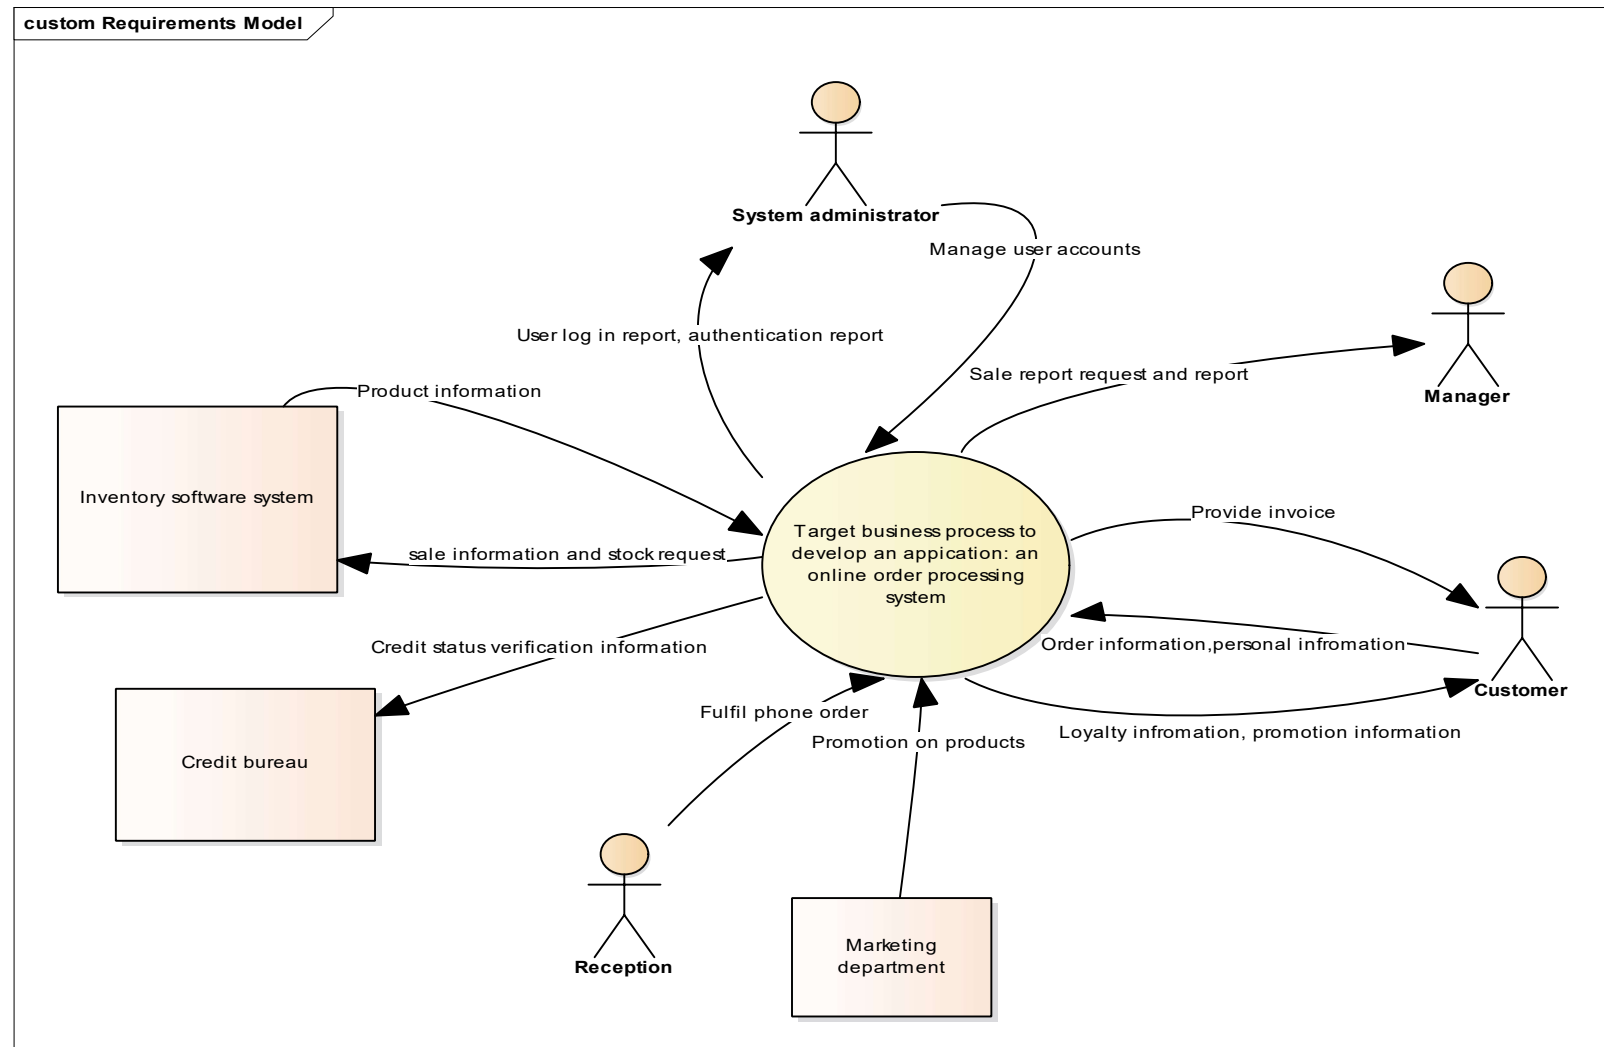 custom Requirements Model
System administrator
Manage user accounts
User log in report, authentication report
Sale report request and report
Manager
Product information
Inventory software system
Provide invoice
Target business process to
develop an appication: an
online order processing
system
sale information and stock request
Order information,personal infromation
Credit status verification information
Customer
Fulfil phone order
Loyalty infromation, promotion information
Promotion on products
Credit bureau
Marketing
department
Reception